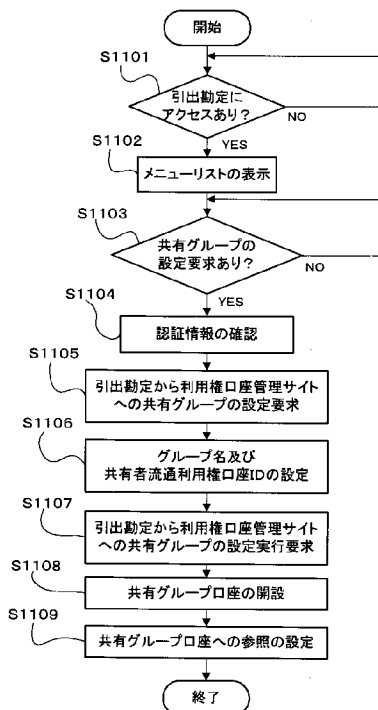 開始
S1101
引出勘定に
アクセスあり?
NO
YES
S1102
メニューリストの表示
S1103
共有グループの
設定要求あり?
NO
YES
S1104
認証情報の確認
S1105
引出勘定から利用権口座管理サイト
への共有グループの設定要求
S1106
グループ名及び
共有者流通利用権口座IDの設定
S1107
引出勘定から利用権口座管理サイト
への共有グループの設定実行要求
S1108
共有グループ口座の開設
S1109
共有グループ口座への参照の設定
終了